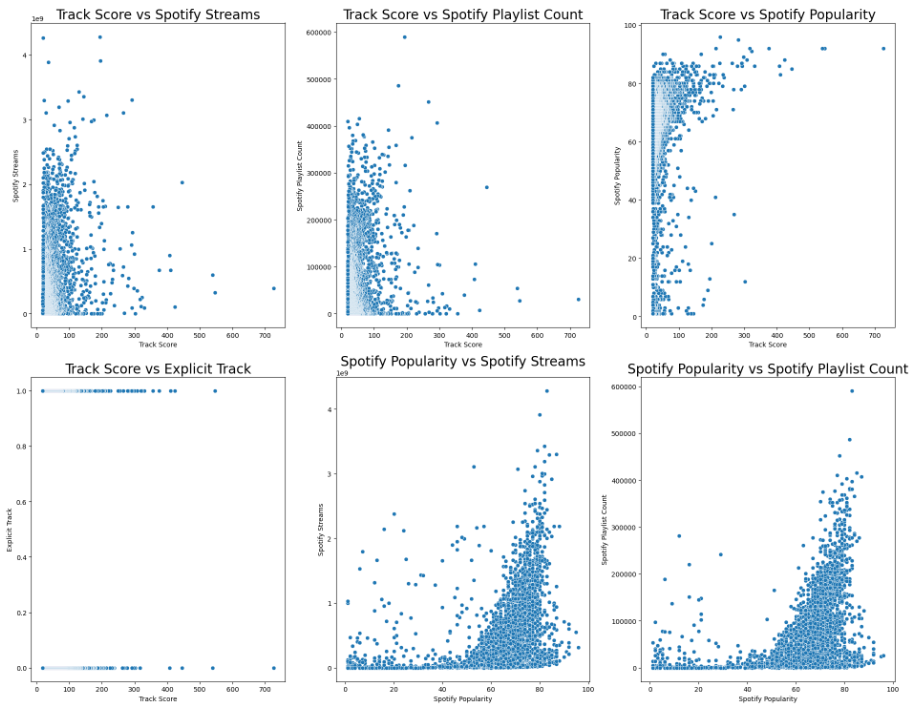 Track Score vs Spotify Streams
1e9
4
3
2
1
0
Spotify Streams
0 100 200 300 400 500 600 700
Track Score
Track Score vs Spotify Playlist Count
600000
500000
400000
300000
200000
100000
0
Spotify Playlist Count
0 100 200 300 400 500 600 700
Track Score
Track Score vs Spotify Popularity
100
80
60
40
20
0
Spotify Popularity
0 100 200 300 400 500 600 700
Track Score
Track Score vs Explicit Track
1.0
0.8
0.6
0.4
0.2
0.0
Explicit Track
0 100 200 300 400 500 600 700
Track Score
Spotify Popularity vs Spotify Streams
1e9
4
3
2
1
0
Spotify Streams
0 20 40 60 80 100
Spotify Popularity
Spotify Popularity vs Spotify Playlist Count
600000
500000
400000
300000
200000
100000
0
Spotify Playlist Count
0 20 40 60 80 100
Spotify Popularity